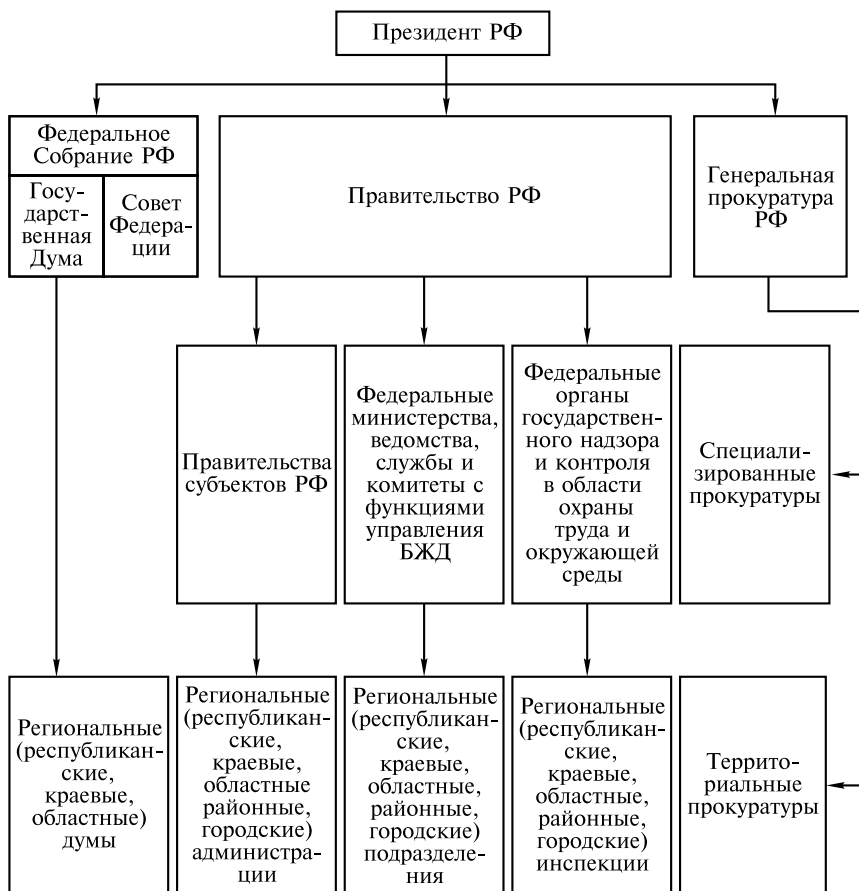 Президент РФ
Федеральное
Собрание РФ
Госу-
дарст-
венная
Дума
Совет
Федера-
ции
Правительство РФ
Генеральная
прокуратура
РФ
Правительства
субъектов РФ
Федеральные
министерства,
ведомства,
службы и
комитеты с
функциями
управления
БЖД
Федеральные
органы
государствен-
ного надзора
и контроля
в области
охраны
труда и
окружающей
среды
Специали-
зированные
прокуратуры
Региональные
(республикан-
ские,
краевые,
областные)
думы
Региональные
(республикан-
ские,
краевые,
областные
районные,
городские)
администра-
ции
Региональные
(республикан-
ские,
краевые,
областные,
районные,
городские)
подразделе-
ния
Региональные
(республикан-
ские,
краевые,
областные,
районные,
городские)
инспекции
Террито-
риальные
прокуратуры